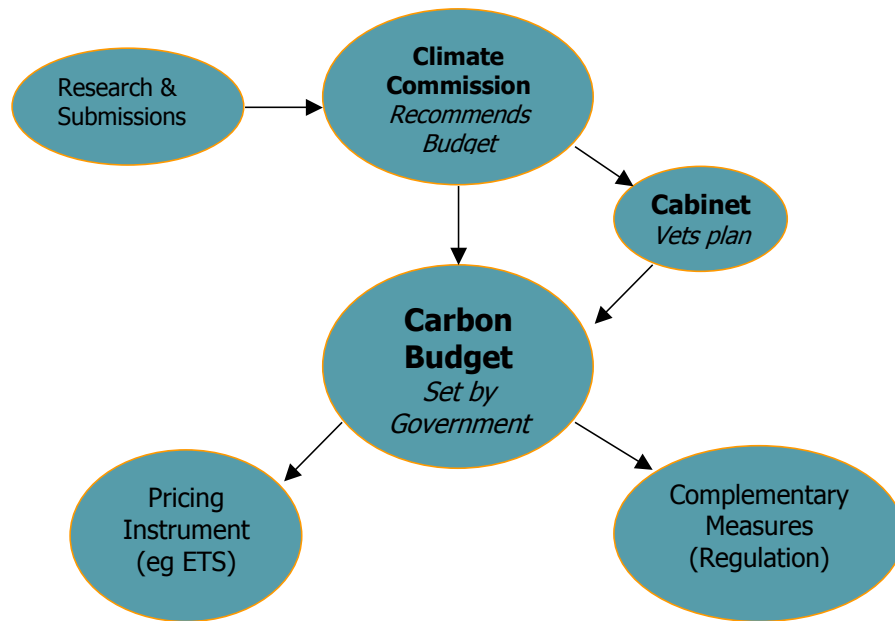 Research &
Submissions
Climate
Commission
Recommends
Budget
Cabinet
Vets plan
Carbon
Budget
Set by
Government
Pricing
Instrument
(eg ETS)
Complementary
Measures
(Regulation)